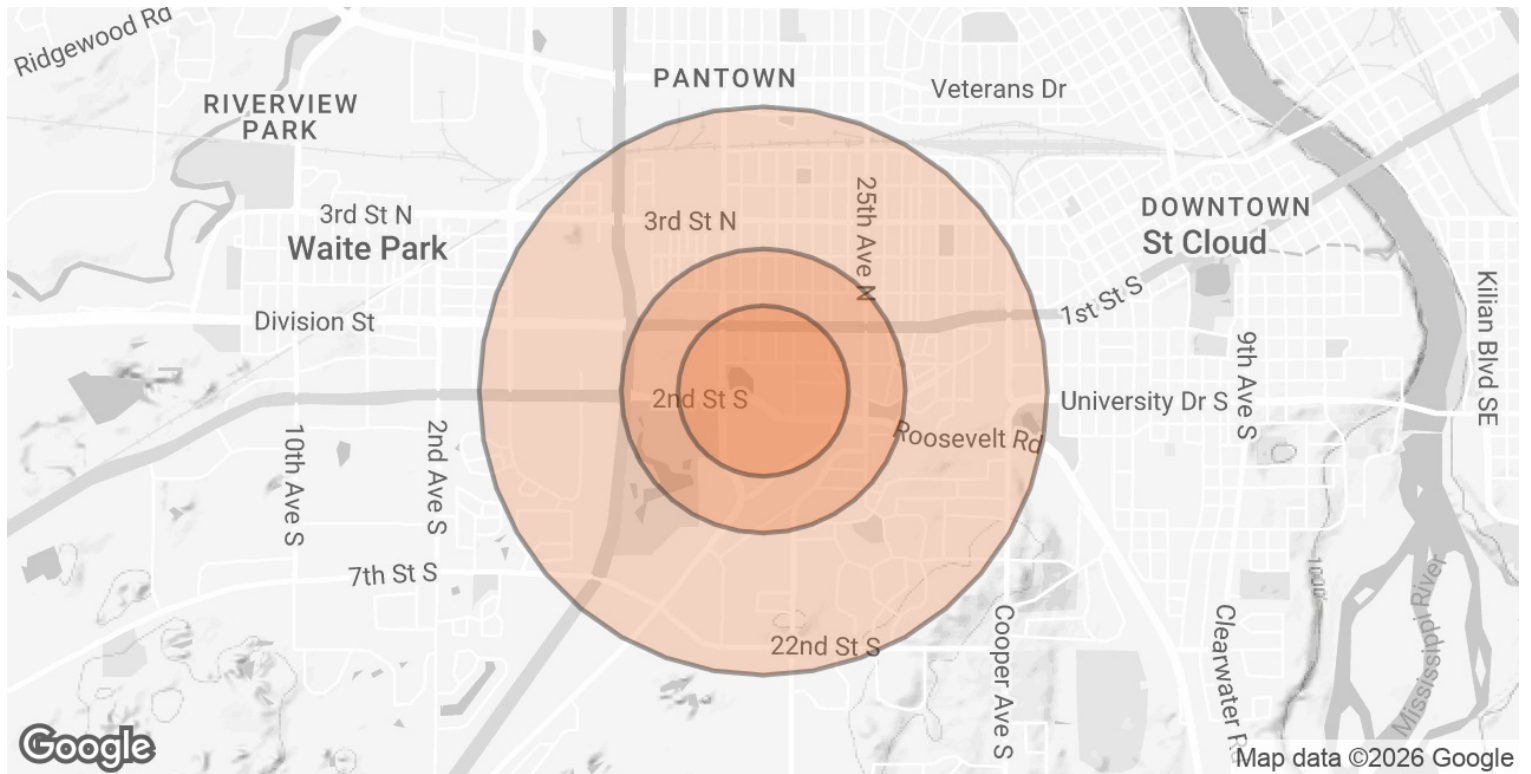 Ridgewood Rd
PANTOWN
Veterans Dr
RIVERVIEW
PARK
25th Ave N
3rd St N
3rd St N
DOWNTOWN
St Cloud
Waite Park
Kilian Blvd SE
1st St S
Division St
9th Ave S
2nd St S
University Dr S
Roosevelt Rd
10th Ave S
2nd Ave S
7th St S
1000'
Mississippi River
22nd St S
Cooper Ave S
Clearwater Rd
Google
Map data ©2026 Google